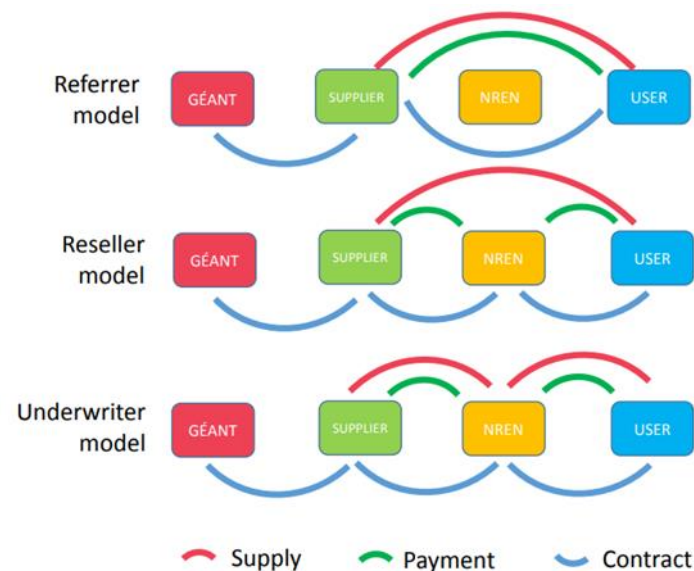 Referrer
model
GÉANT
SUPPLIER
NREN
USER
Reseller
model
GÉANT
SUPPLIER
NREN
USER
Underwriter
model
GÉANT
SUPPLIER
NREN
USER
Supply
Payment
Contract